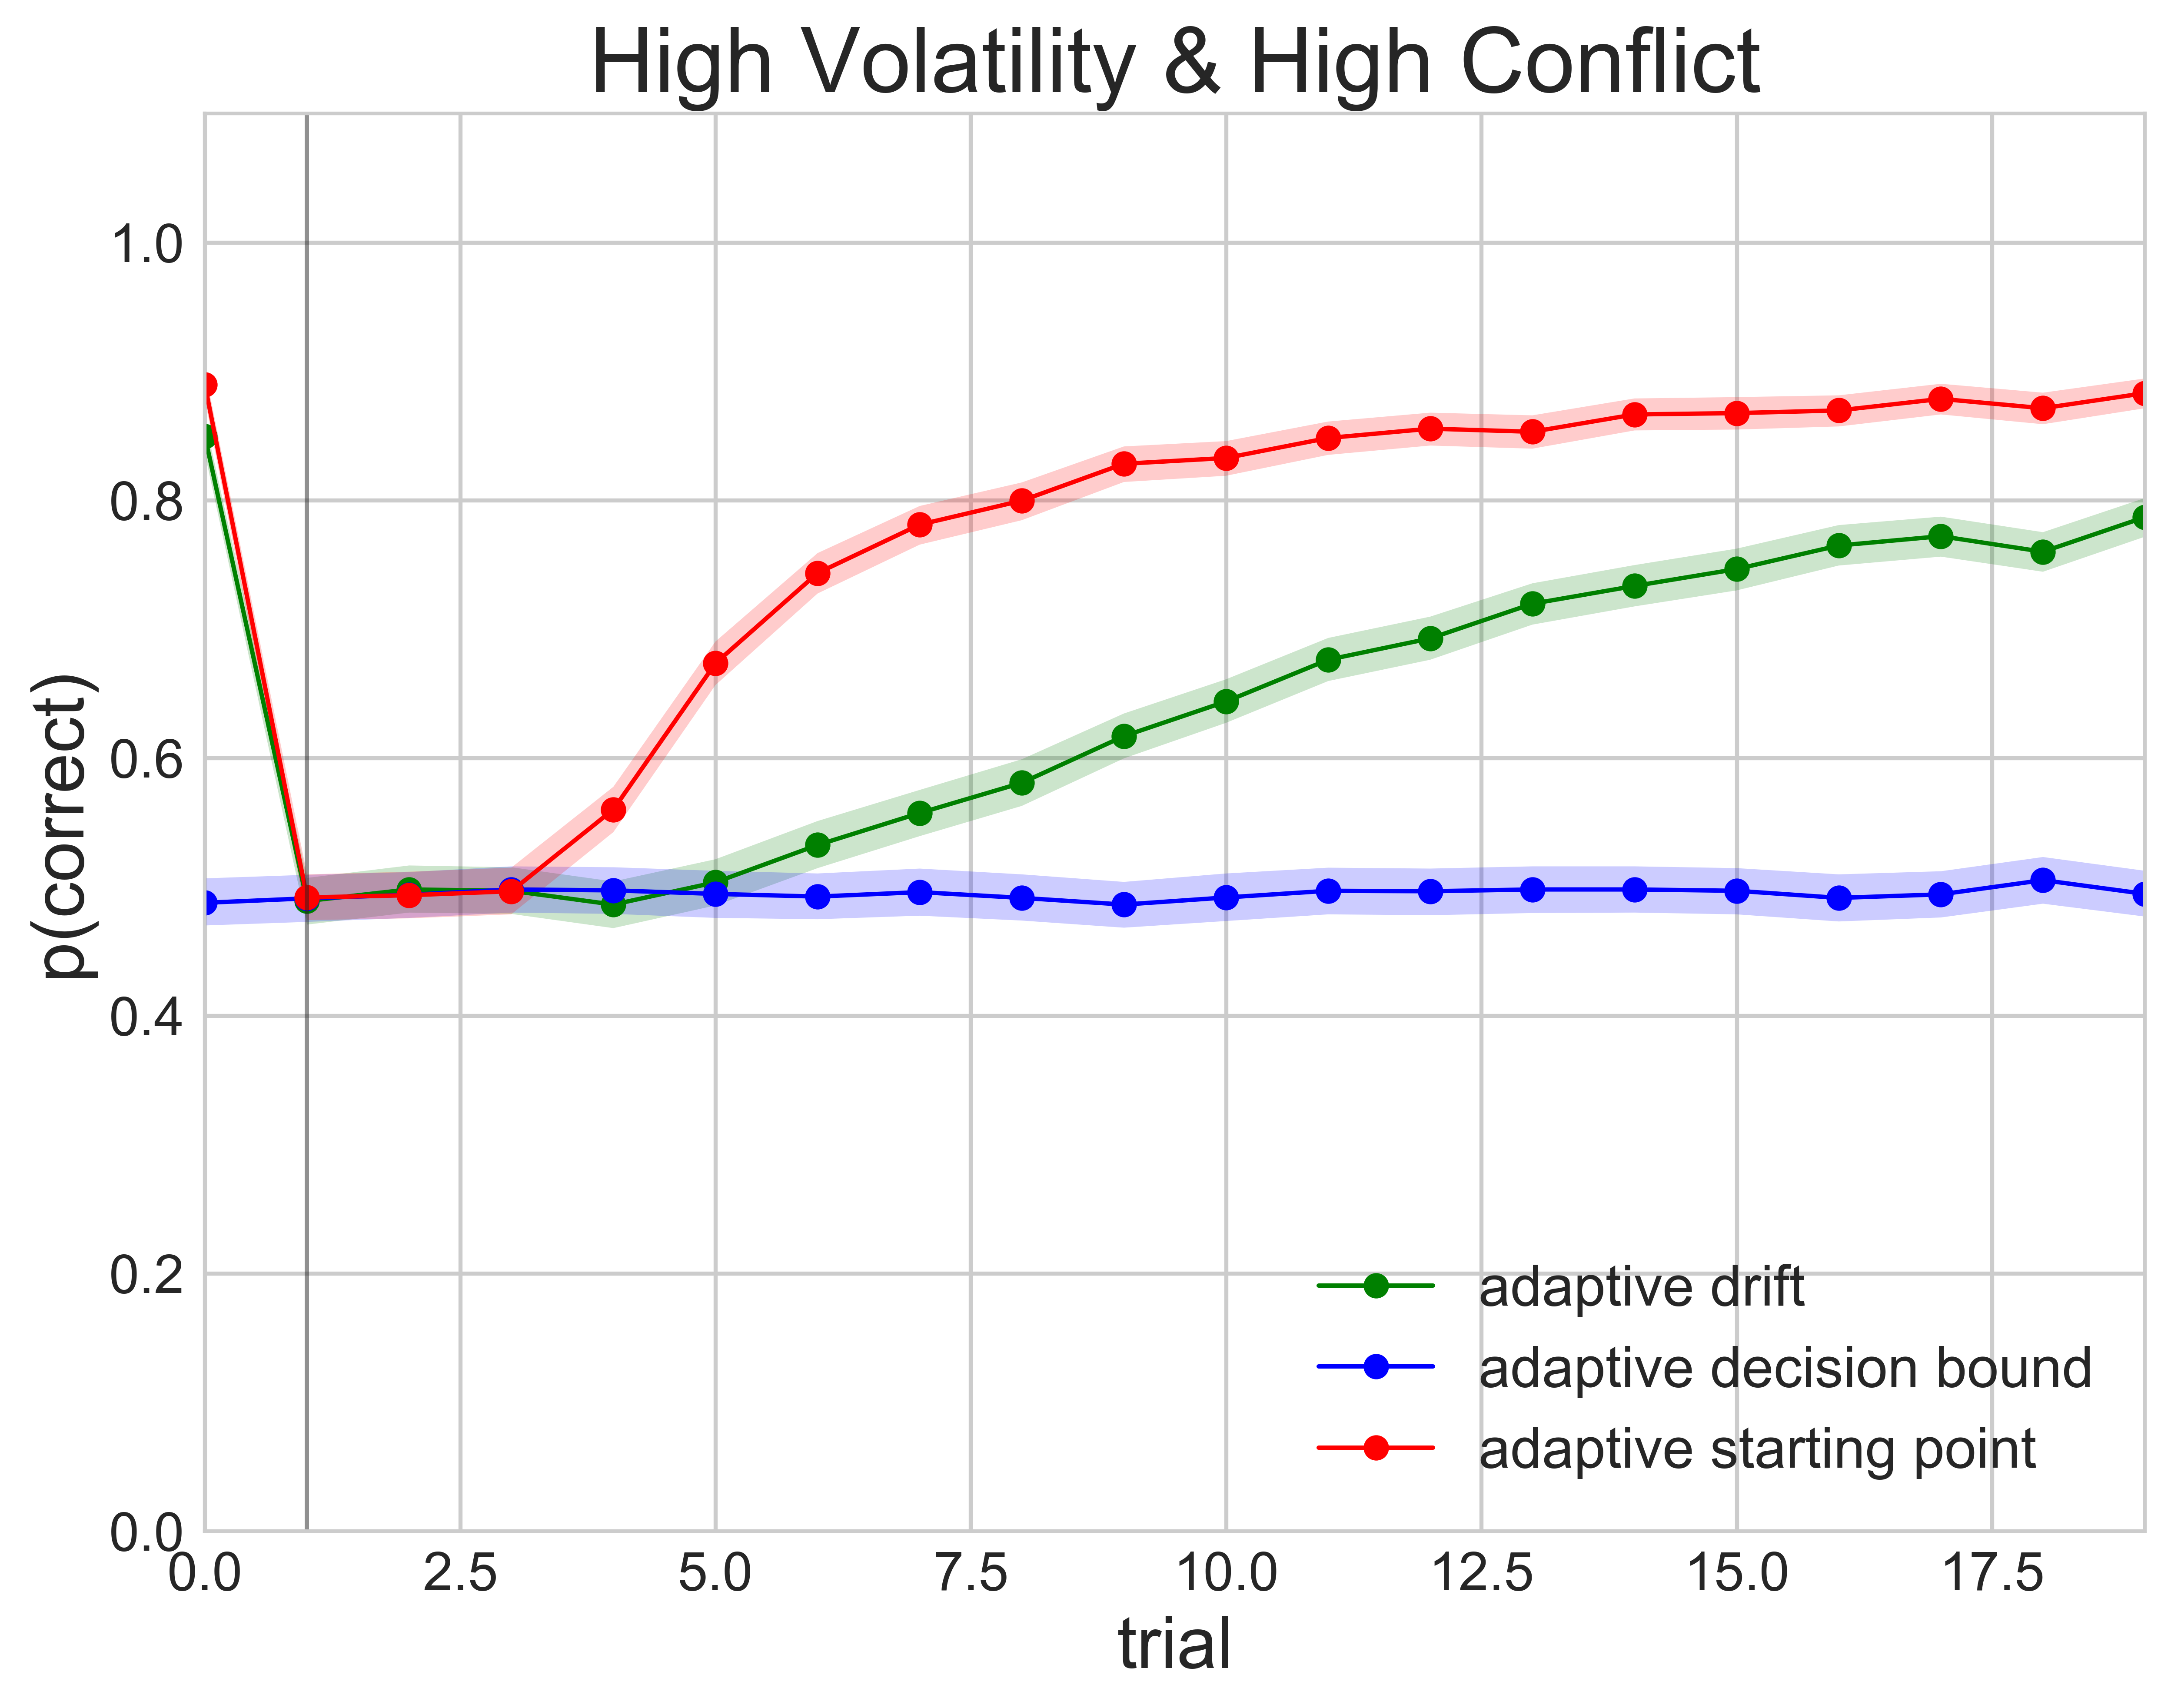 High Volatility & High Conflict
p(correct)
1.0
0.8
0.6
0.4
0.2
0.0
0.0 2.5 5.0 7.5 10.0 12.5 15.0 17.5
trial
adaptive drift
adaptive decision bound
adaptive starting point